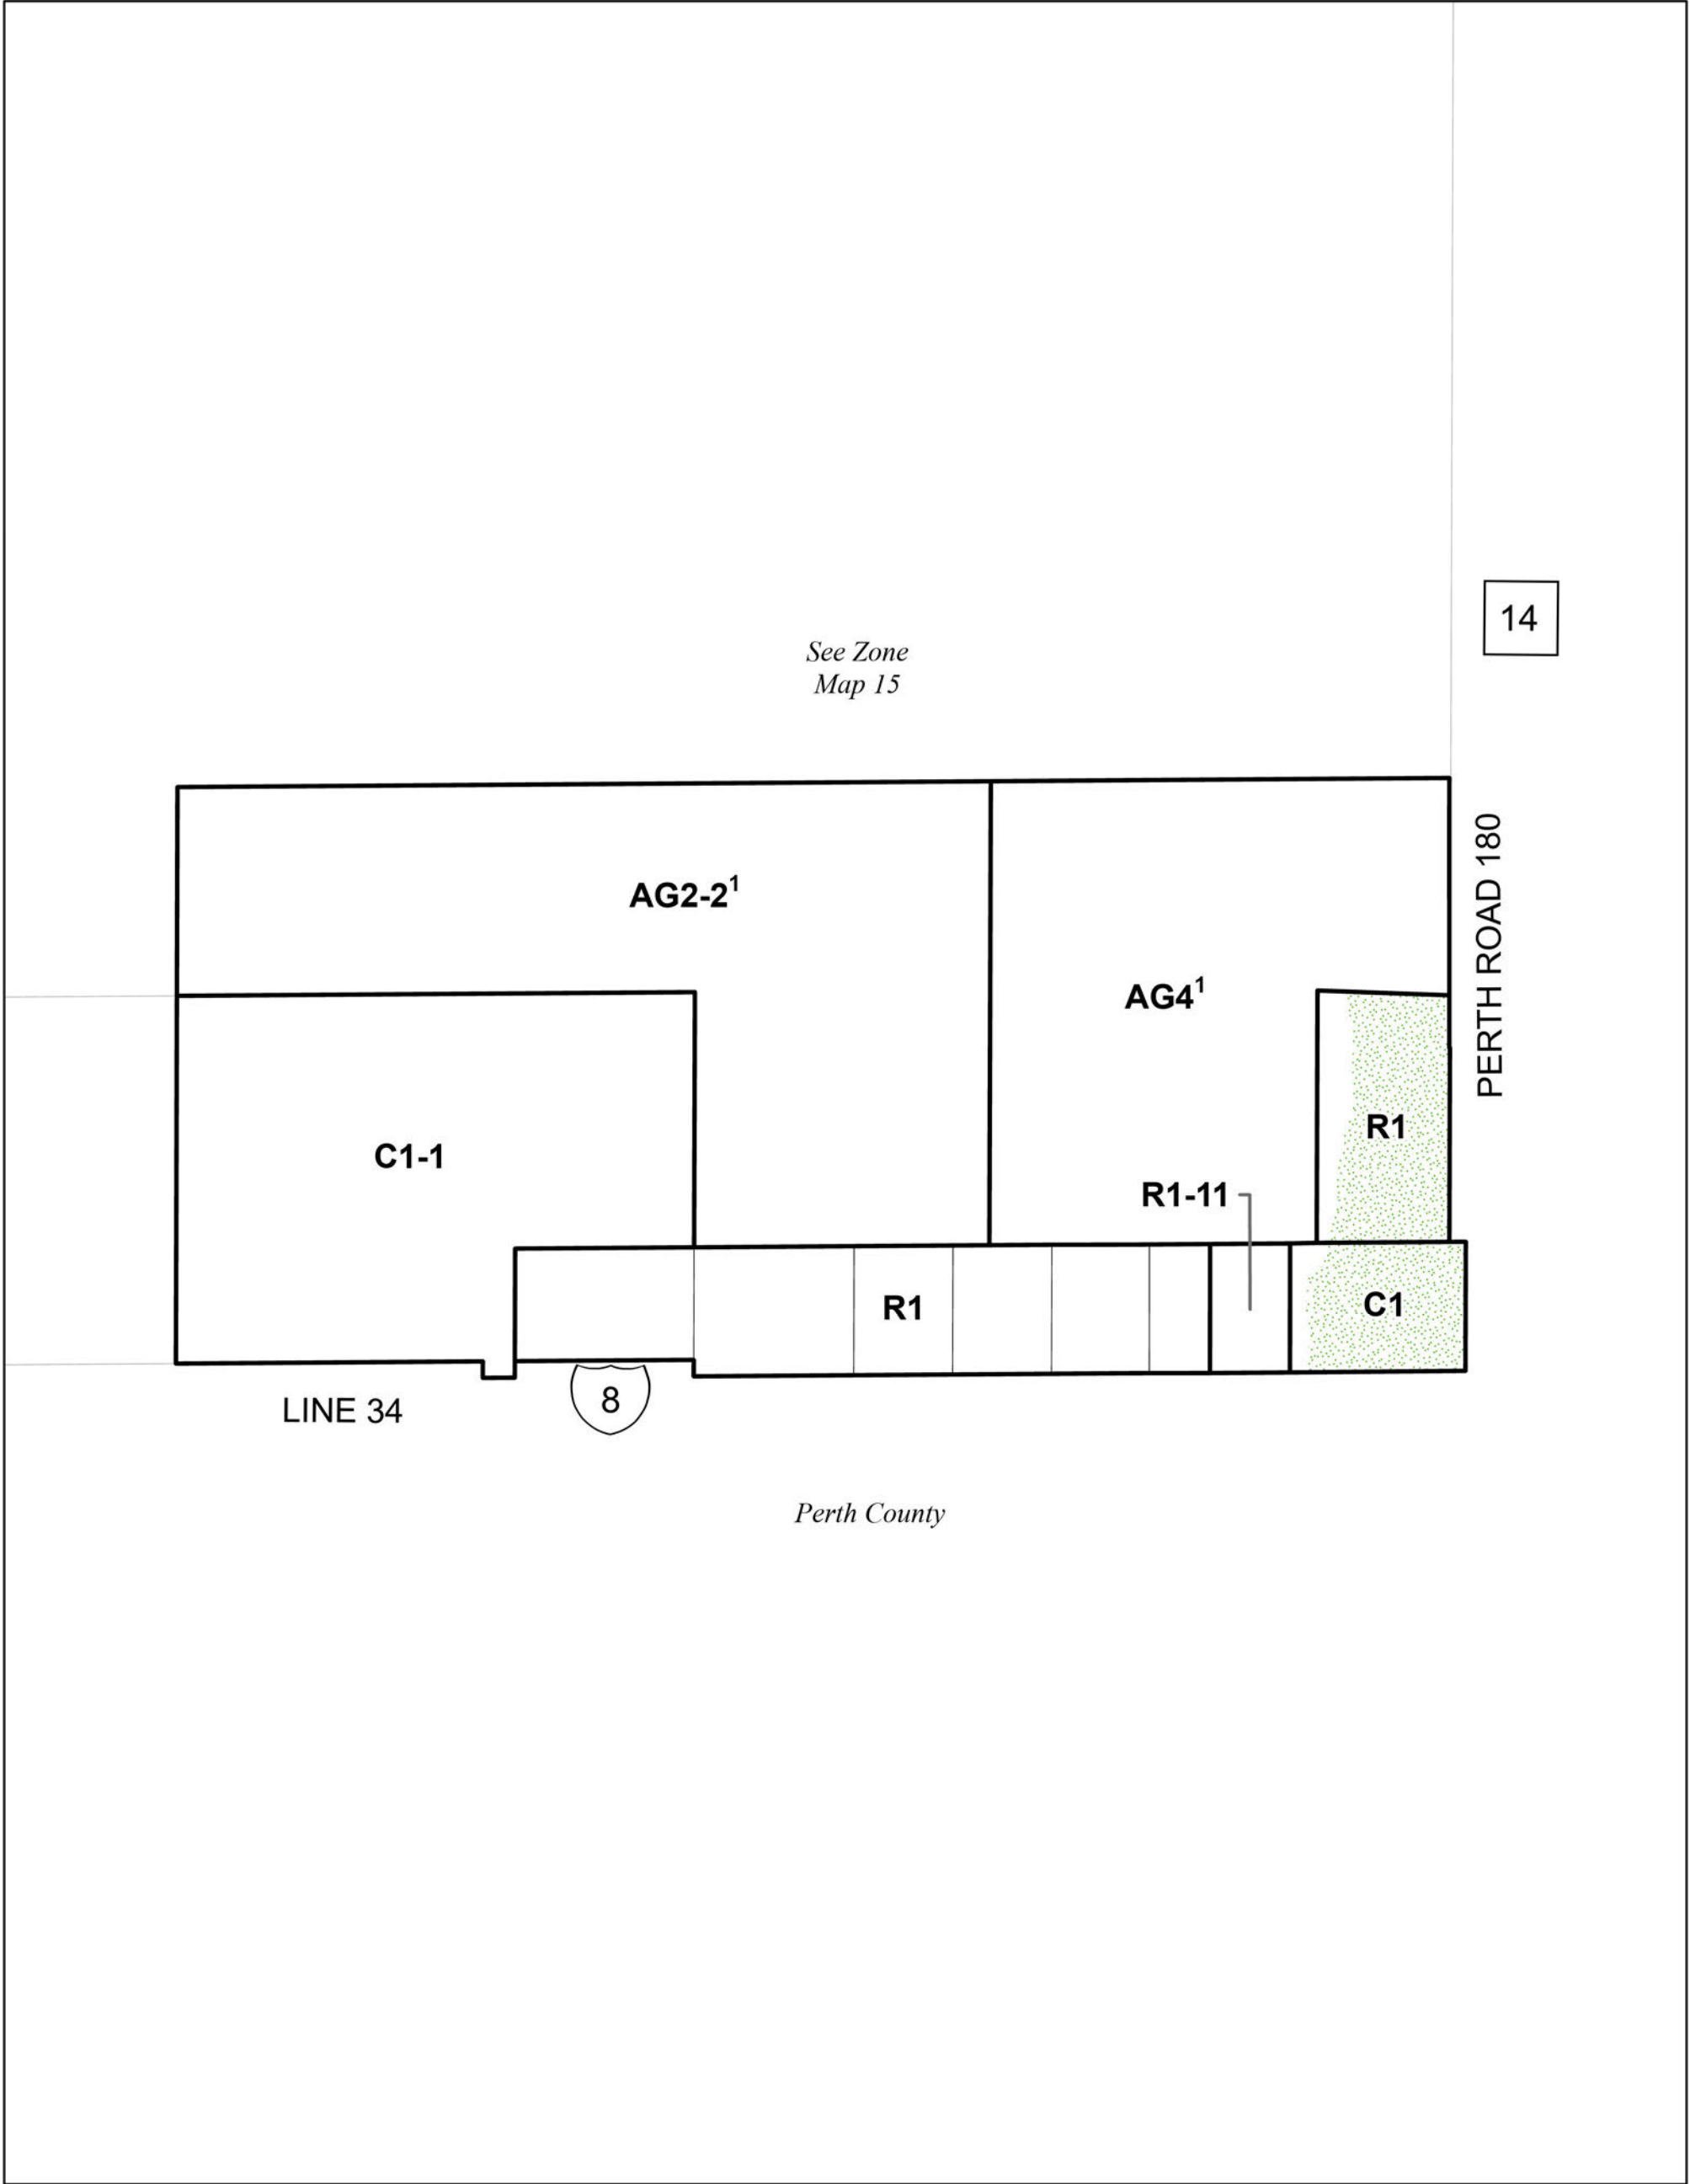 14
See Zone
Map 15
PERTH ROAD 180
AG2-2¹
AG4¹
R1
C1-1
R1-11
R1
C1
8
LINE 34
Perth County